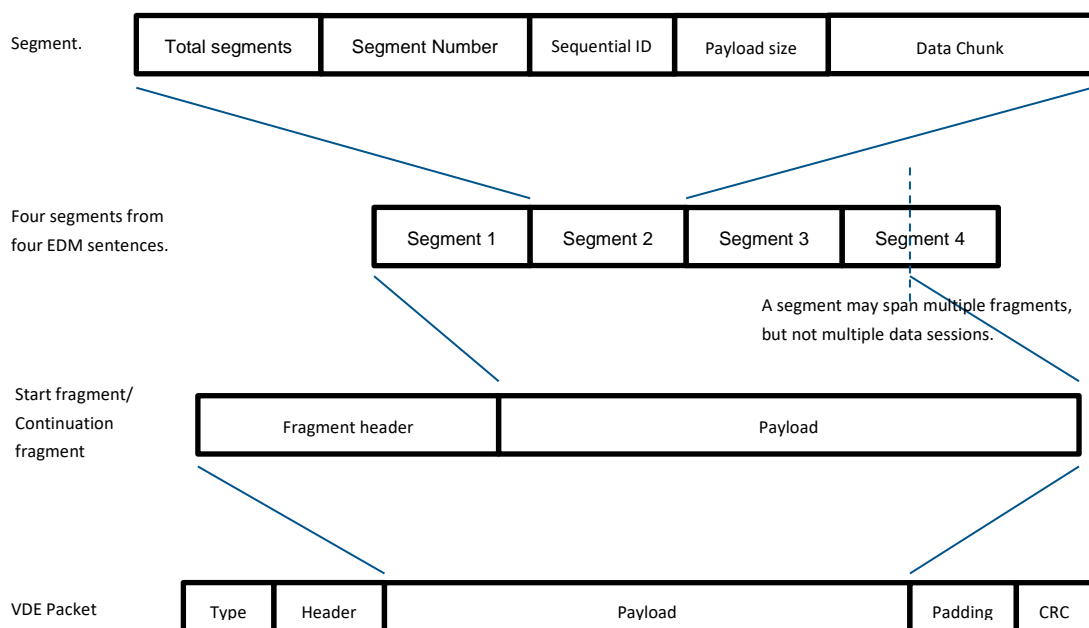 Segment.
Total segments
Segment Number
Sequential ID
Payload size
Data Chunk
Four segments from
four EDM sentences.
Segment 1
Segment 2
Segment 3
Segment 4
A segment may span multiple fragments,
but not multiple data sessions.
Start fragment/
Continuation
fragment
Fragment header
Payload
VDE Packet
Type
Header
Payload
Padding
CRC